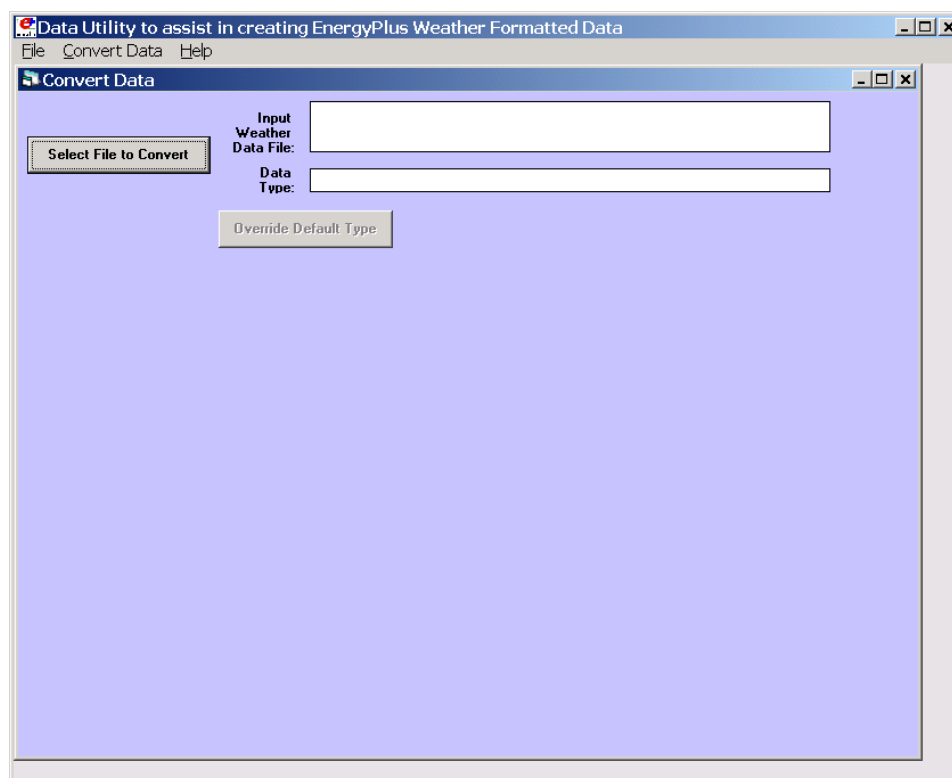 Data Utility to assist in creating EnergyPlus Weather Formatted Data
File Convert Data Help
Convert Data
Select File to Convert
Input
Weather
Data File:
Data
Type:
Override Default Type